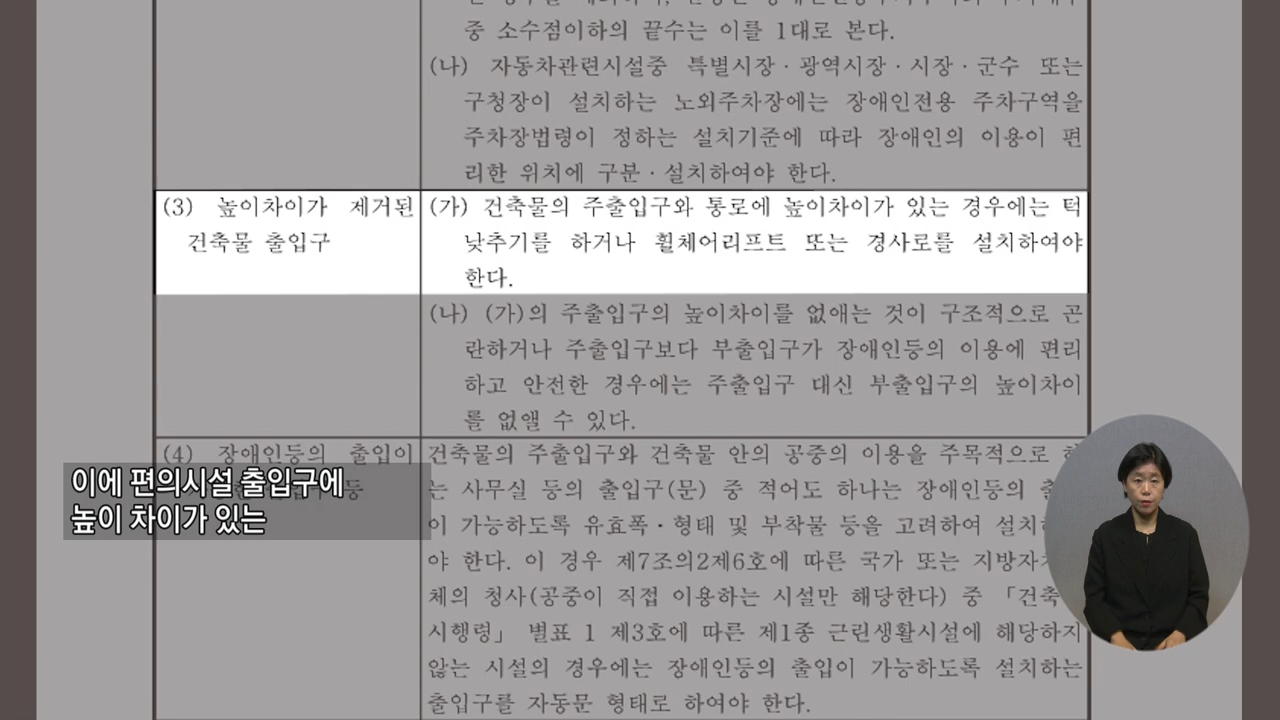 중 소수점이하의 끝수는 이를 1대로 본다.
(나) 자동차관련시설중 특별시장·광역시장·시장·군수 또는
구청장이 설치하는 노외주차장에는 장애인전용 주차구역을
주차장법령이 정하는 설치기준에 따라 장애인의 이용이 편
리한 위치에 구분·설치하여야 한다.
(3) 높이차이가 제거된
건축물 출입구
(가) 건축물의 주출입구와 통로에 높이차이가 있는 경우에는 턱
낮추기를 하거나 휠체어리프트 또는 경사로를 설치하여야
한다.
(나) (가)의 주출입구의 높이차이를 없애는 것이 구조적으로 곤
란하거나 주출입구보다 부출입구가 장애인등의 이용에 편리
하고 안전한 경우에는 주출입구 대신 부출입구의 높이차이
를 없앨 수 있다.
(4) 장애인등의 출입이
등
건축물의 주출입구와 건축물 안의 공중의 이용을 주목적으로
는 사무실 등의 출입구(문) 중 적어도 하나는 장애인등의
이 가능하도록 유효폭·형태 및 부착물 등을 고려하여
야 한다. 이 경우 제7조의2제6호에 따른 국가 또는
체의 청사(공중이 직접 이용하는 시설만 해당한다) 중
시행령」 별표 1 제3호에 따른 제1종 근린생활시설에 해당하지
않는 시설의 경우에는 장애인등의 출입이 가능하도록 설치하는
출입구를 자동문 형태로 하여야 한다.
이에 편의시설 출입구에
높이 차이가 있는